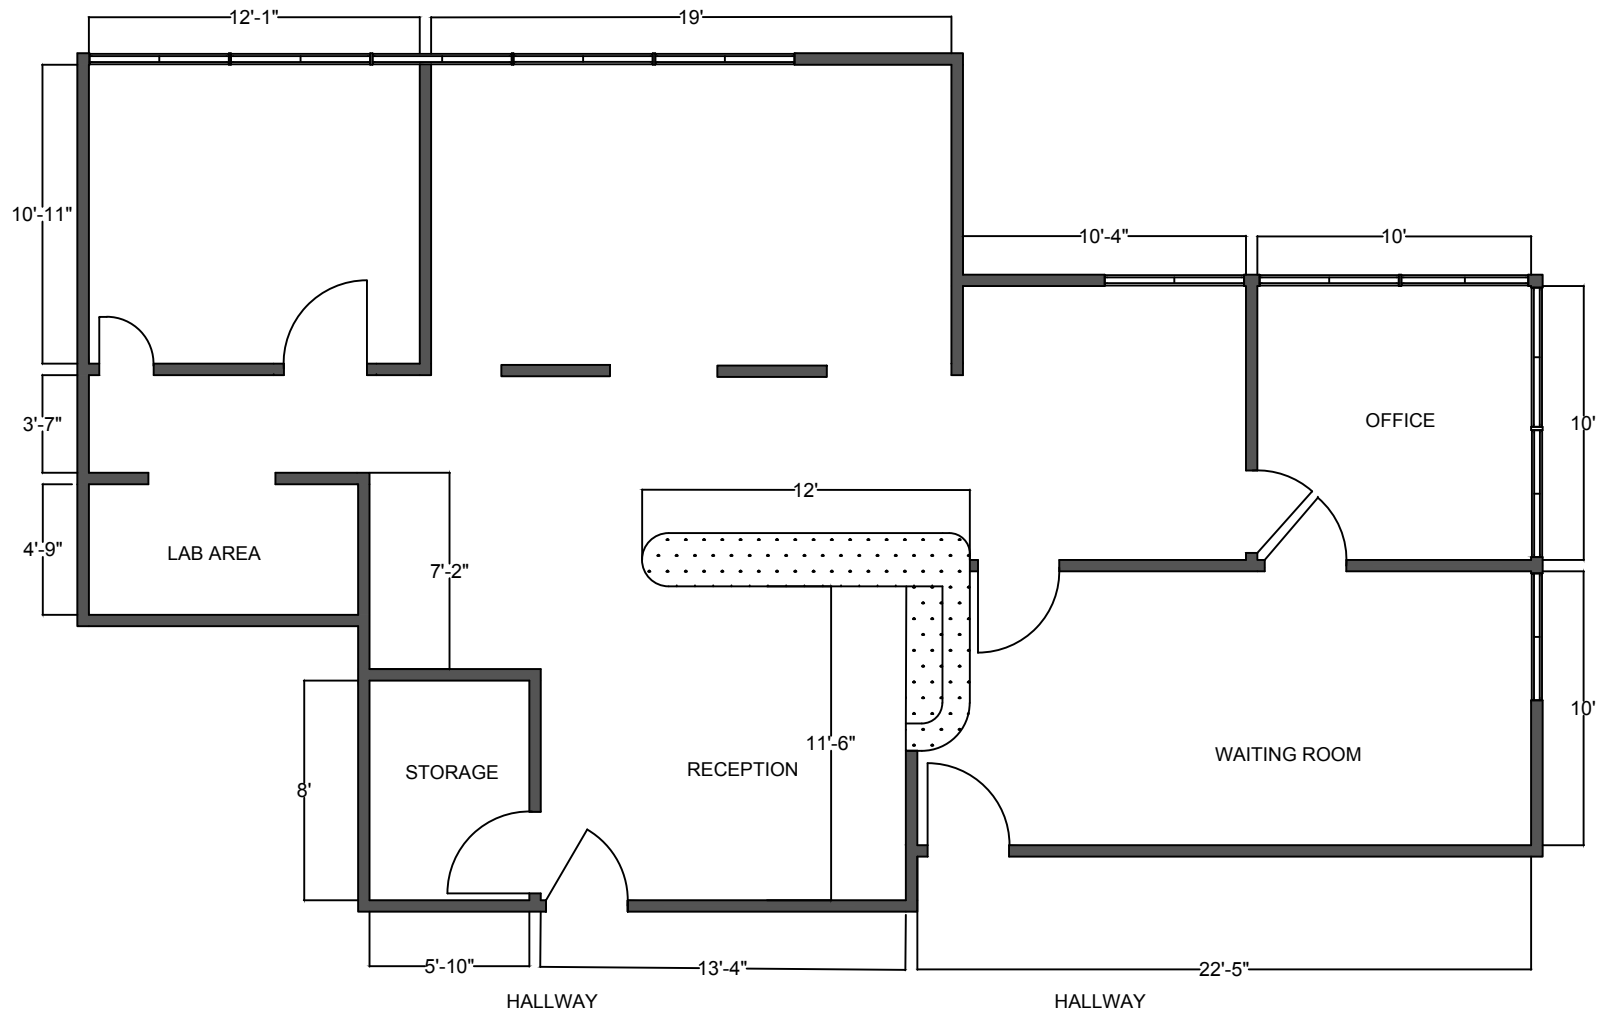 12'-1"
19'
10'-11"
10'-4"
10'
3'-7"
OFFICE
10'
12'
4'-9"
LAB AREA
7'-2"
10'
11'-6"
WAITING ROOM
STORAGE
RECEPTION
8'
5'-10"
13'-4"
22'-5"
HALLWAY
HALLWAY